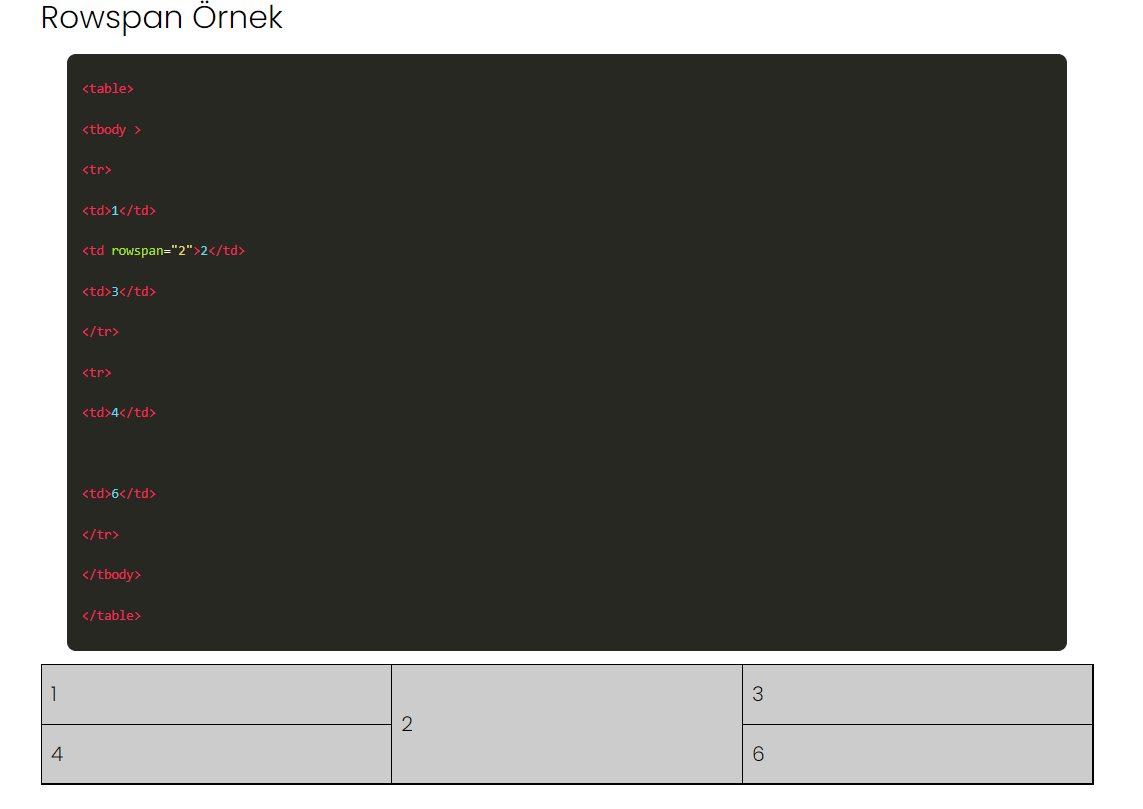 Rowspan Örnek
<table>
<tbody >
<tr>
<td>1</td>
<td rowspan="2">2</td>
<td>3</td>
</tr>
<tr>
<td>4</td>
<td>6</td>
</tr>
</tbody>
</table>
1 2 3
4 6